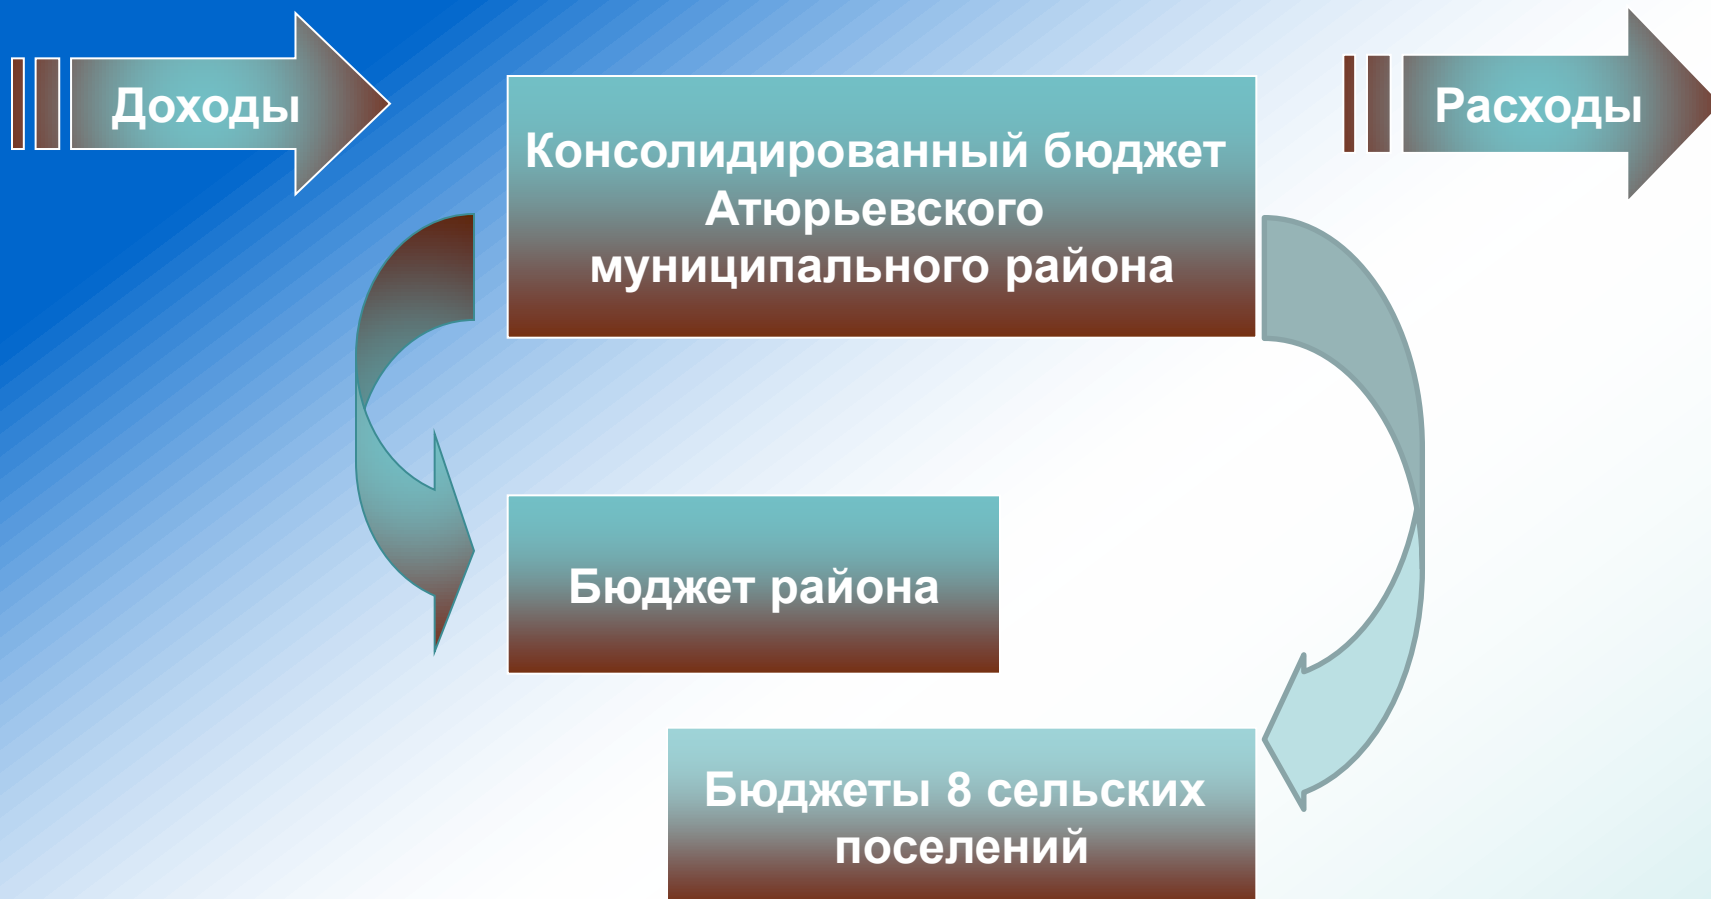 Доходы
Расходы
Консолидированный бюджет
Атюрьевского
муниципального района
Бюджет района
Бюджеты 8 сельских
поселений